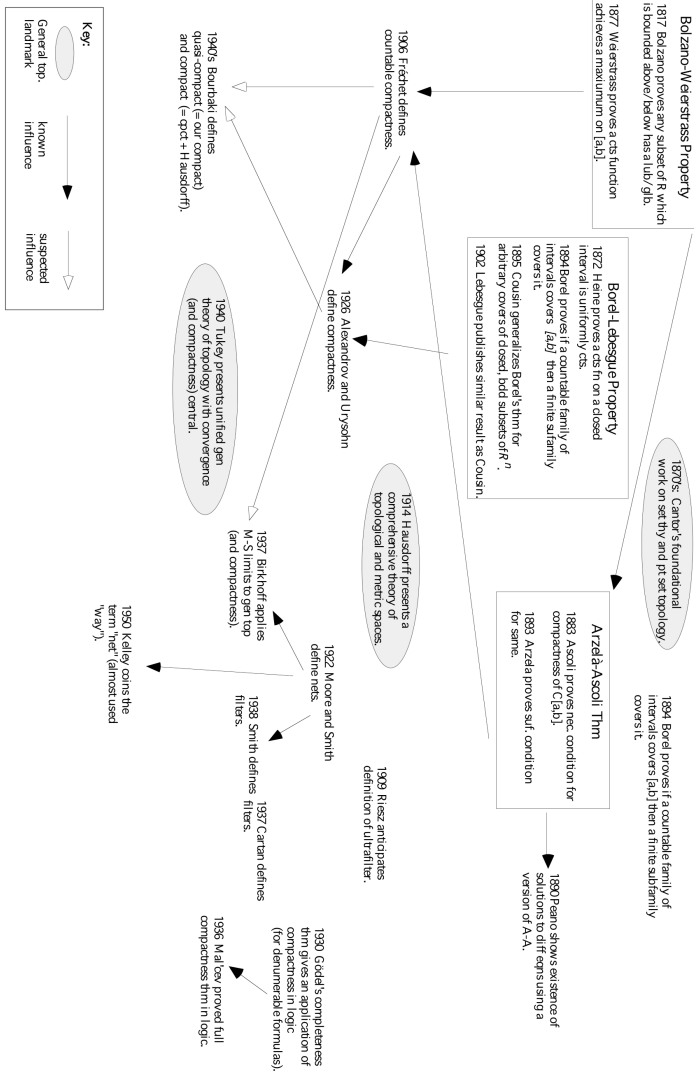 Bolzano-Weierstrass Property
1817 Bolzano proves any subset of R which
is bounded above/below has a lub/glb.
1877 Weierstrass proves a cts function
achieves a maxiumum on [a,b].
Borel-Lebesgue Property
1872 Heine proves a cts fn on a closed
interval is uniformly cts.
1894 Borel proves if a countable family of
intervals covers [a,b] then a finite sufamily
covers it.
1895 Cousin generalizes Borel's thm for
arbitrary covers of closed, bdd subsets of R n.
1902 Lebesgue publishes similar result as Cousin.
1870's: Cantor's foundational
work on set thy and pt set topology.
1894 Borel proves if a countable family of
intervals covers [a,b] then a finite subfamily
covers it.
Arzelà-Ascoli Thm
1883 Ascoli proves nec. condition for
compactness of C[a,b].
1893 Arzela proves suf. condition
for same.
1890 Peano shows existence of
solutions to diff eqns using a
version of A-A.
1906 Fréchet defines
countable compactness.
1926 Alexandrov and Urysohn
define compactness.
1914 Hausdorff presents a
comprehensive theory of
topological and metric spaces.
1909 Riesz anticipates
definition of ultrafilter.
1922 Moore and Smith
define nets.
1930 Gödel's completeness
thm gives an application of
compactness in logic
(for denumerable formulas).
1940's Bourbaki defines
quasi-compact (= our compact)
and compact (= cpct + Hausdorff).
1940 Tukey presents unified gen
theory of topology with convergence
(and compactness) central.
1937 Birkhoff applies
M-S limits to gen top
(and compactness).
1938 Smith defines
filters.
1937 Cartan defines
filters.
1936 Mal'cev proved full
compactness thm in logic.
1950 Kelley coins the
term "net" (almost used
"way").
Key:
General top.
landmark
known
influence
suspected
influence